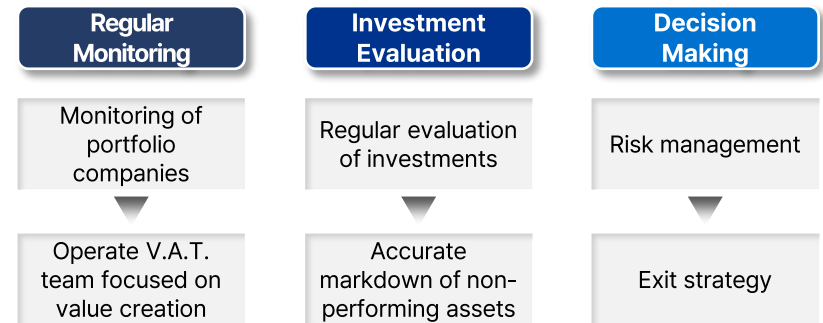 Regular
Monitoring
Investment
Evaluation
Decision
Making
Monitoring of
portfolio
companies
Regular evaluation
of investments
Risk management
Operate V.A.T.
team focused on
value creation
Accurate
markdown of non-
performing assets
Exit strategy